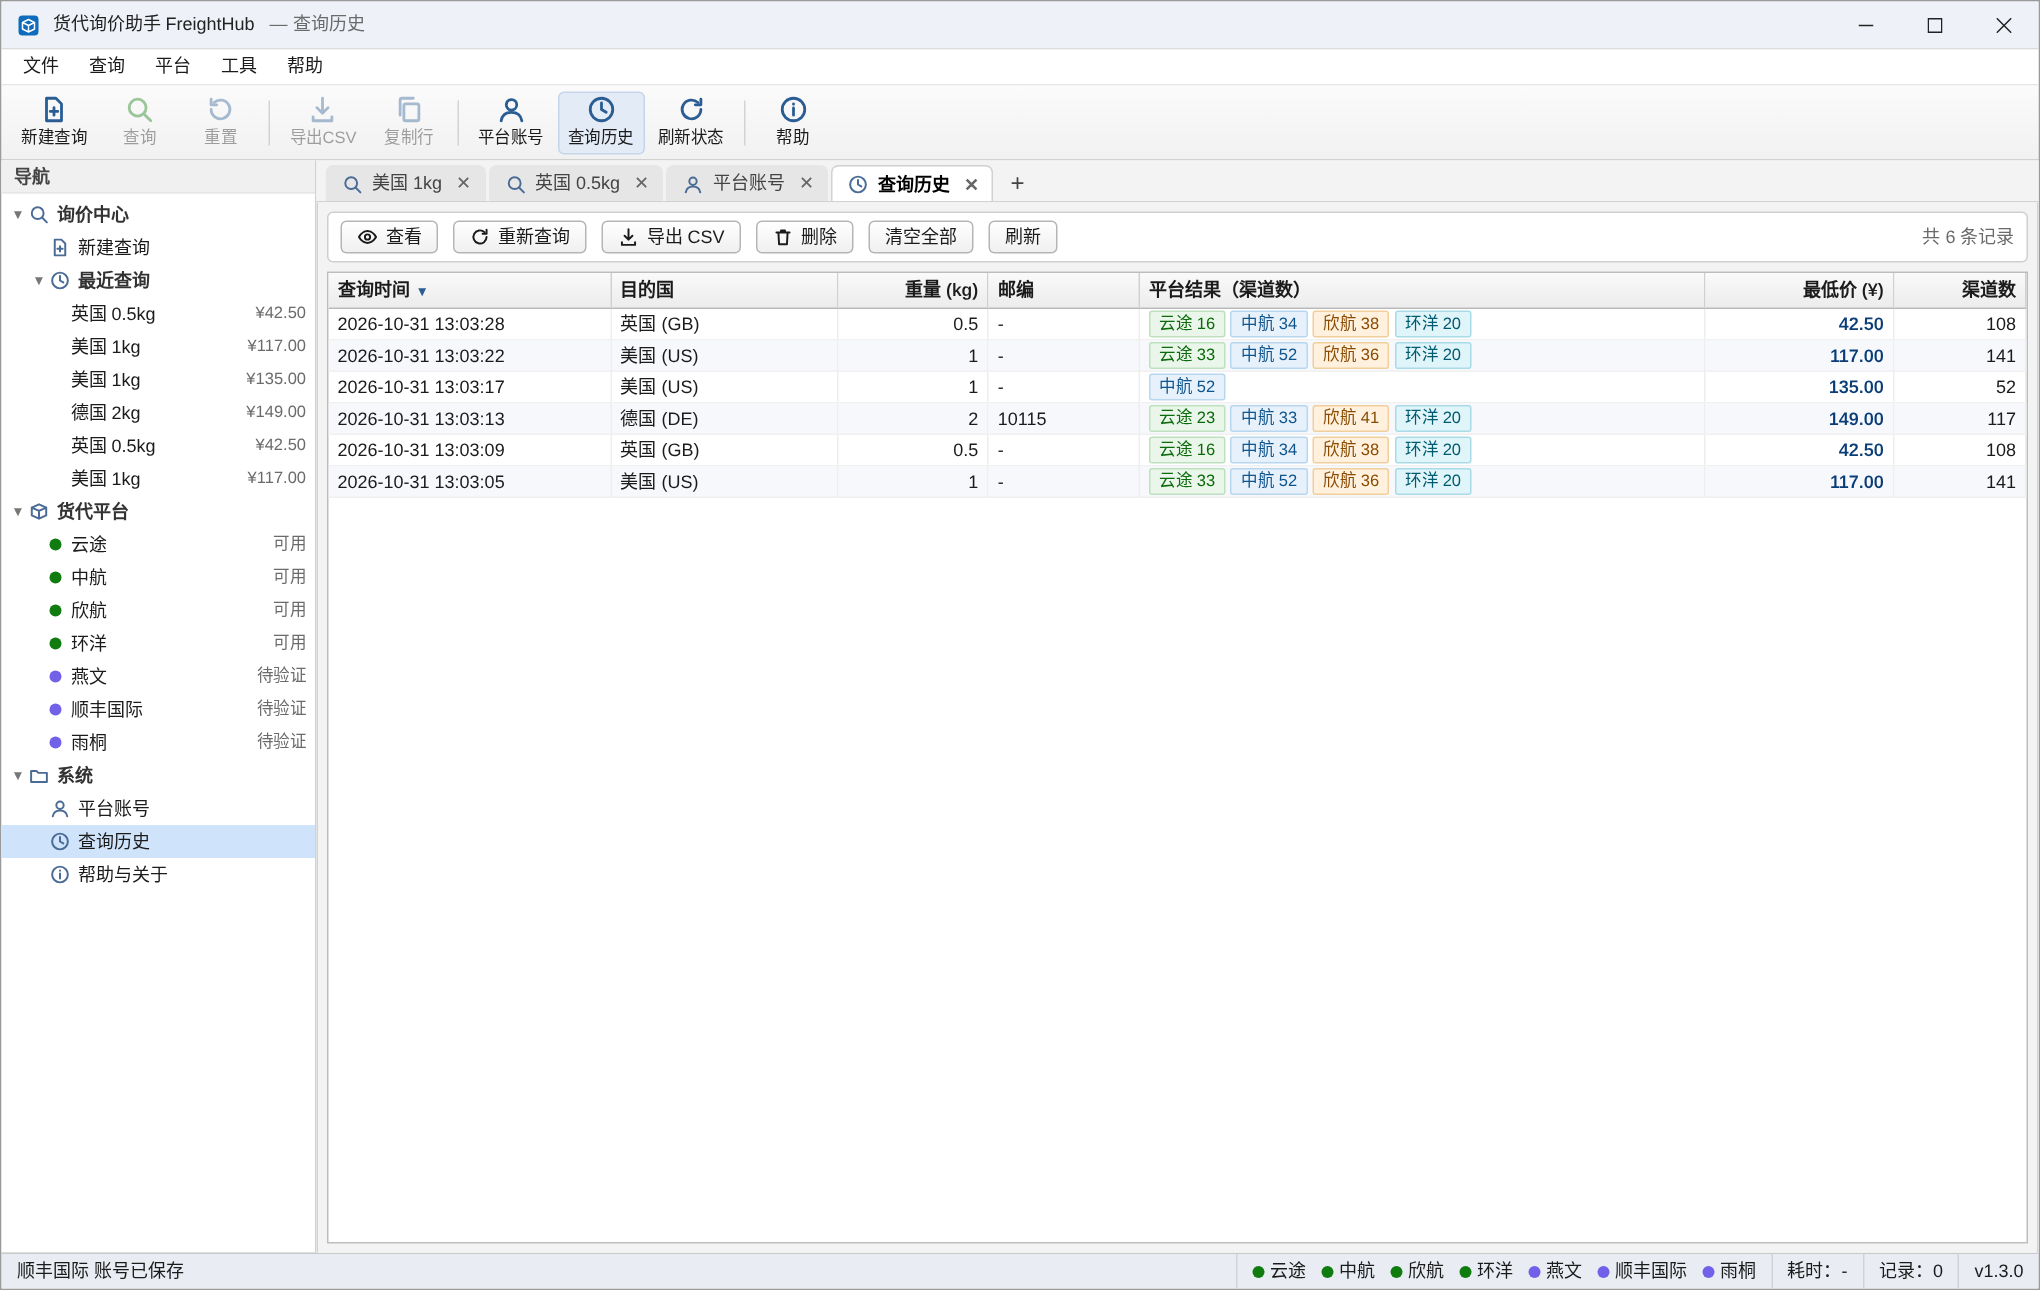 货代询价助手 FreightHub — 查询历史
文件 查询 平台 工具 帮助
新建查询 查询 重置 导出CSV 复制行 平台账号 查询历史 刷新状态 帮助
导航
询价中心
新建查询
最近查询
英国 0.5kg ¥42.50
美国 1kg ¥117.00
美国 1kg ¥135.00
德国 2kg ¥149.00
英国 0.5kg ¥42.50
美国 1kg ¥117.00
货代平台
云途 可用
中航 可用
欣航 可用
环洋 可用
燕文 待验证
顺丰国际 待验证
雨桐 待验证
系统
平台账号
查询历史
帮助与关于
美国 1kg ✕ 英国 0.5kg ✕ 平台账号 ✕ 查询历史 ✕ +
查看 重新查询 导出 CSV 删除 清空全部 刷新 共 6 条记录
查询时间 ▼ 目的国 重量 (kg) 邮编 平台结果（渠道数） 最低价 (¥) 渠道数
2026-10-31 13:03:28 英国 (GB) 0.5 - 云途 16 中航 34 欣航 38 环洋 20 42.50 108
2026-10-31 13:03:22 美国 (US) 1 - 云途 33 中航 52 欣航 36 环洋 20 117.00 141
2026-10-31 13:03:17 美国 (US) 1 - 中航 52 135.00 52
2026-10-31 13:03:13 德国 (DE) 2 10115 云途 23 中航 33 欣航 41 环洋 20 149.00 117
2026-10-31 13:03:09 英国 (GB) 0.5 - 云途 16 中航 34 欣航 38 环洋 20 42.50 108
2026-10-31 13:03:05 美国 (US) 1 - 云途 33 中航 52 欣航 36 环洋 20 117.00 141
顺丰国际 账号已保存 云途 中航 欣航 环洋 燕文 顺丰国际 雨桐 耗时：- 记录：0 v1.3.0